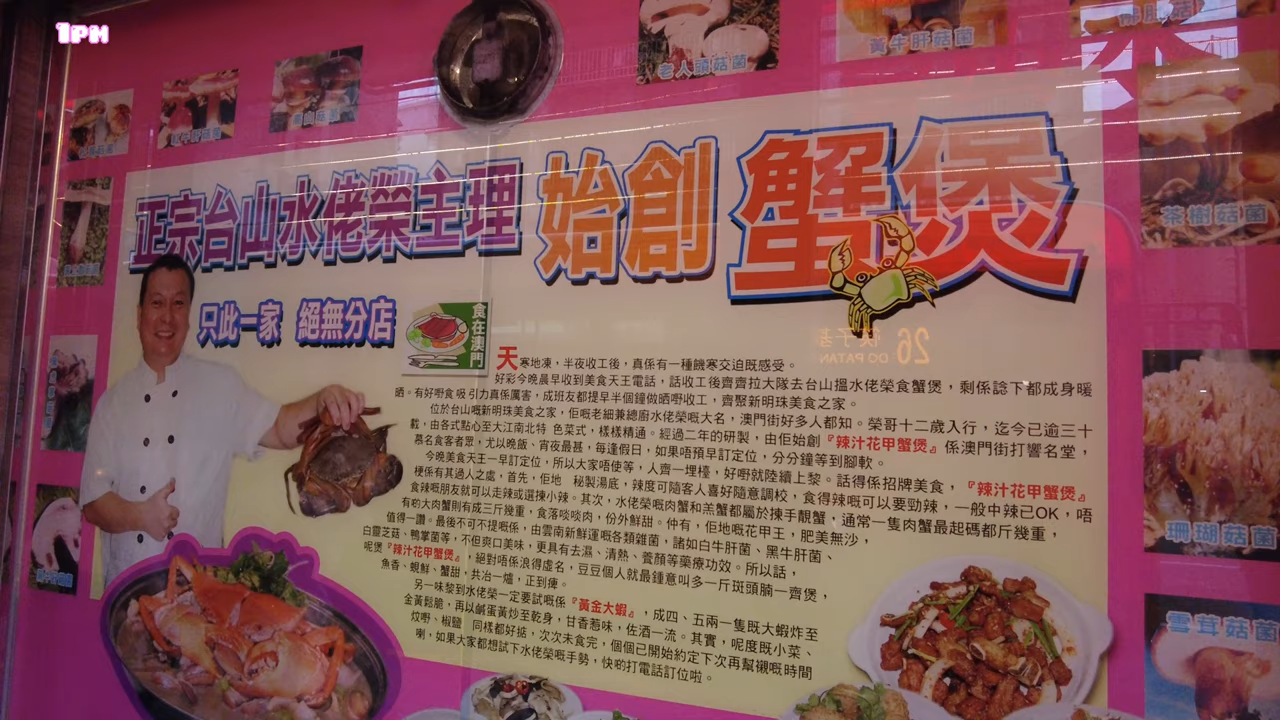 1PM
老人頭菇菌
黃牛肝菇菌
茶樹菇菌
正宗台山水佬榮主理 始創 蟹煲
只此一家 絕無分店
食在澳門
26
DO PATAN
天寒地凍，半夜收工後，真係有一種饑寒交迫既感受。
好彩今晚晨早收到美食天王電話，話收工後齊齊拉大隊去台山搵水佬榮食蟹煲，剩係諗下都成身暖
晒。有好嘢食吸引力真係厲害，成班友都提早半個鐘做晒嘢收工，齊聚新明珠美食之家。
位於台山嘅新明珠美食之家，佢嘅老細兼總廚水佬榮嘅大名，澳門街好多人都知。榮哥十二歲入行，迄今已逾三十
載，由各式點心至大江南北特 色菜式，樣樣精通。經過二年的研製，由佢始創『辣汁花甲蟹煲』係澳門街打響名堂，
慕名食客者眾，尤以晚飯、宵夜最甚，每逢假日，如果唔預早訂定位，分分鐘等到腳軟。
今晚美食天王一早訂定位，所以大家唔使等，人齊一埋檯，好嘢就陸續上黎。話得係招牌美食，『辣汁花甲蟹煲』
梗係有其過人之處，首先，佢地 秘製湯底，辣度可隨客人喜好隨意調校，食得辣嘅可以要勁辣，一般中辣已OK，唔
食辣嘅朋友就可以走辣或選揀小辣。其次，水佬榮嘅肉蟹和羔蟹都屬於揀手靚蟹，通常一隻肉蟹最起碼都斤幾重，
有啲大肉蟹則有成三斤幾重，食落啖啖肉，份外鮮甜。仲有，佢地嘅花甲王，肥美無沙，
值得一讚。最後不可不提嘅係，由雲南新鮮運嘅各類雜菌，諸如白牛肝菌、黑牛肝菌、
白靈芝菇、鴨掌菌等，不但爽口美味，更具有去濕、清熱、養顏等藥療功效。所以話，
呢煲『辣汁花甲蟹煲』，絕對唔係浪得虛名，豆豆個人就最鍾意叫多一斤斑頭腩一齊煲，
魚香、蜆鮮、蟹甜，共冶一爐，正到痺。
另一味黎到水佬榮一定要試嘅係『黃金大蝦』，成四、五兩一隻既大蝦炸至
金黃鬆脆，再以鹹蛋黃炒至乾身，甘香惹味，佐酒一流。其實，呢度既小菜、
炆嘢、椒鹽 同樣都好掂，次次未食完，個個已開始約定下次再幫襯嘅時間
喇，如果大家都想試下水佬榮嘅手勢，快啲打電話訂位啦。
珊瑚菇菌
雪茸菇菌